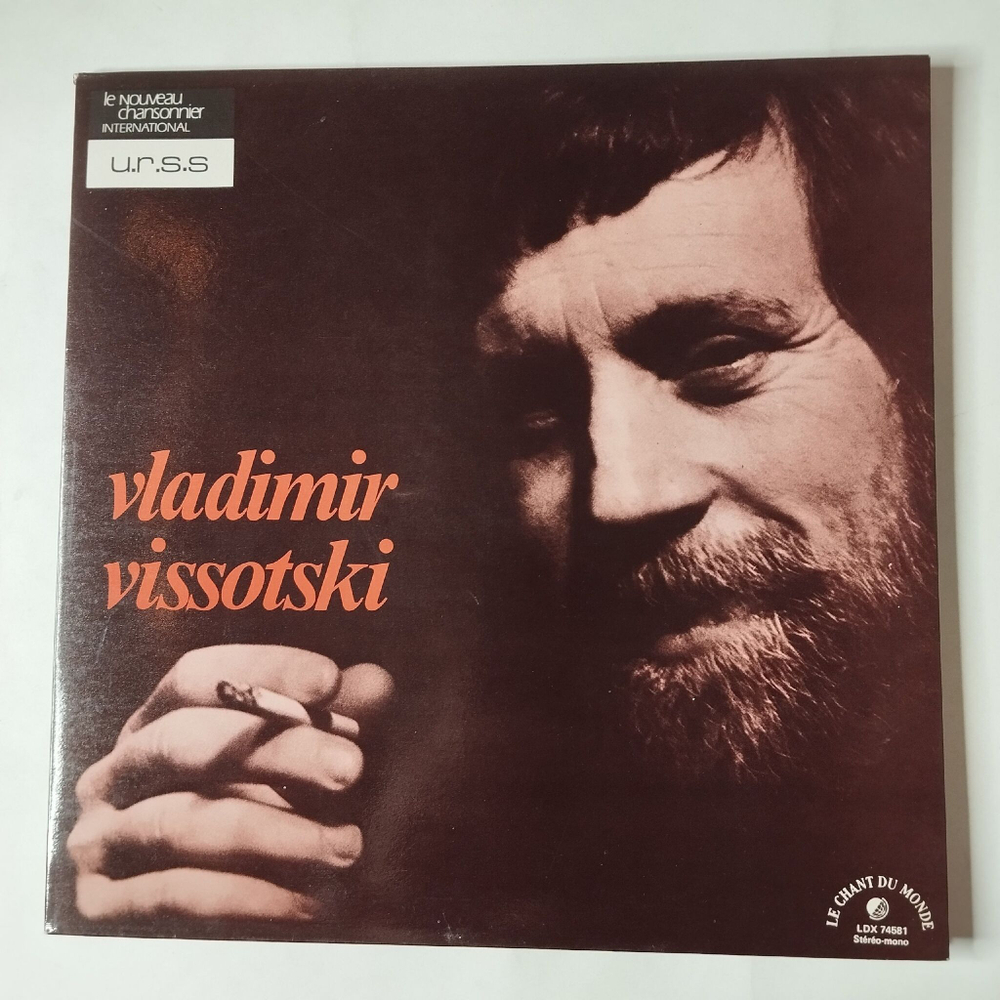 le NOUVEAU
chansonnier
INTERNATIONAL
u.r.s.s
vladimir
vissotski
LE CHANT DU MONDE
LDX 74581
Stéréo-mono